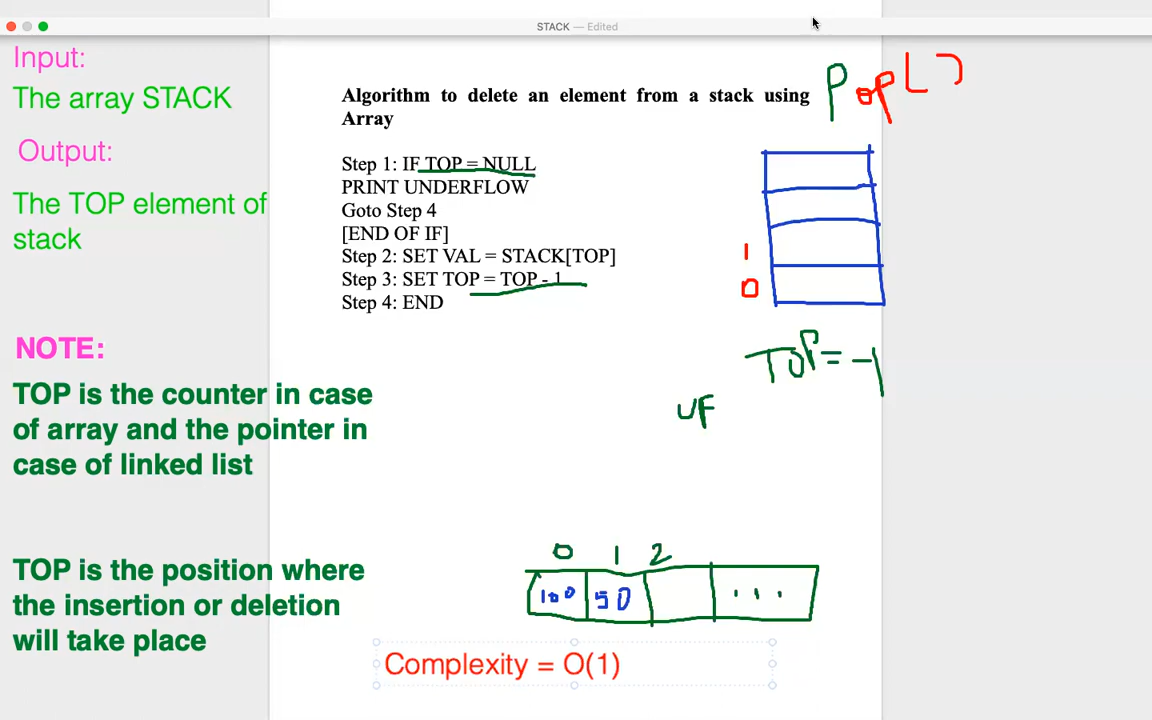 STACK — Edited
Input:
The array STACK
Output:
The TOP element of
stack
NOTE:
TOP is the counter in case
of array and the pointer in
case of linked list
TOP is the position where
the insertion or deletion
will take place
Algorithm to delete an element from a stack using
Array
Step 1: IF TOP = NULL
PRINT UNDERFLOW
Goto Step 4
[END OF IF]
Step 2: SET VAL = STACK[TOP]
Step 3: SET TOP = TOP - 1
Step 4: END
Pop()
1
0
TOP = -1
UF
0 1 2
100 50 ...
Complexity = O(1)